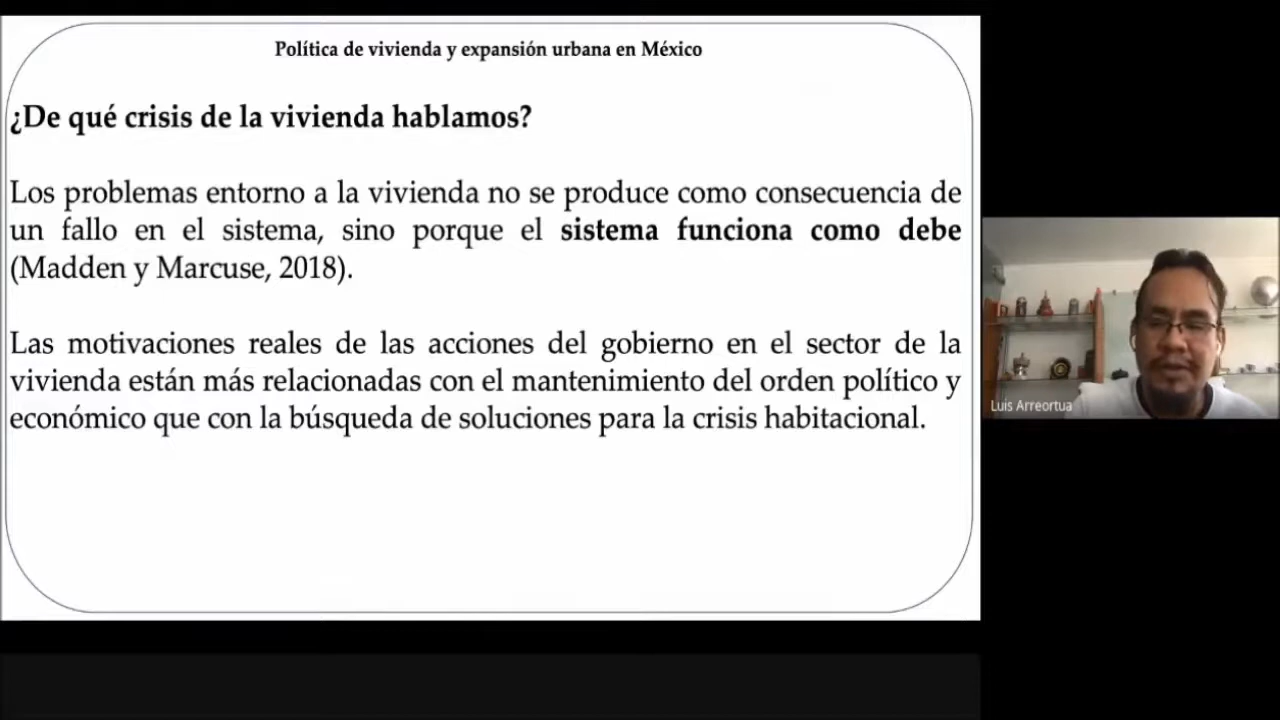 Política de vivienda y expansión urbana en México
¿De qué crisis de la vivienda hablamos?
Los problemas entorno a la vivienda no se produce como consecuencia de
un fallo en el sistema, sino porque el sistema funciona como debe
(Madden y Marcuse, 2018).
Las motivaciones reales de las acciones del gobierno en el sector de la
vivienda están más relacionadas con el mantenimiento del orden político y
económico que con la búsqueda de soluciones para la crisis habitacional.
Luis Arreortua